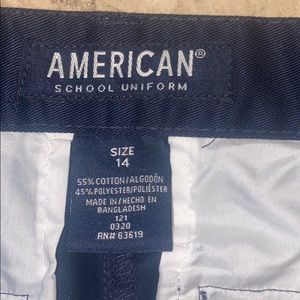 AMERICAN®
SCHOOL UNIFORM
SIZE
14
55% COTTON/ALGODÓN
45% POLYESTER/POLIÉSTER
MADE IN/HECHO EN
BANGLADESH
121
0320
RN# 63619